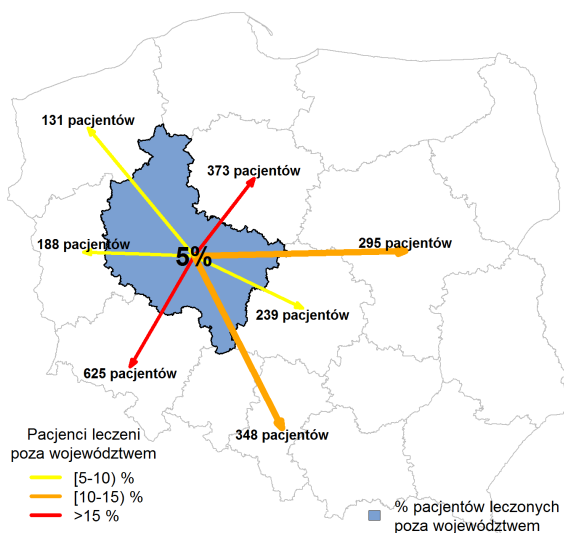 131 pacjentów
373 pacjentów
188 pacjentów
5%
295 pacjentów
239 pacjentów
625 pacjentów
348 pacjentów
Pacjenci leczeni
poza województwem
[5-10) %
[10-15) %
>15 %
% pacjentów leczonych
poza województwem